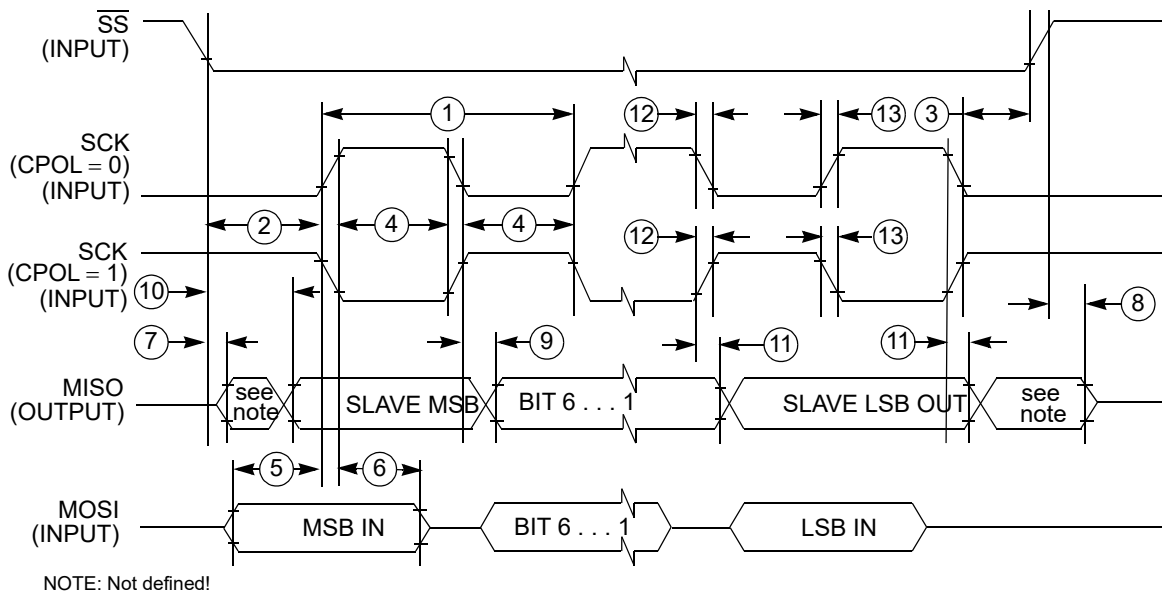 SS
(INPUT)
1
12
13
3
SCK
(CPOL = 0)
(INPUT)
2
4
4
12
13
SCK
(CPOL = 1)
(INPUT)
10
8
7
9
11
11
MISO
(OUTPUT)
see
note
SLAVE MSB
BIT 6 . . . 1
SLAVE LSB OUT
see
note
5
6
MOSI
(INPUT)
MSB IN
BIT 6 . . . 1
LSB IN
NOTE: Not defined!